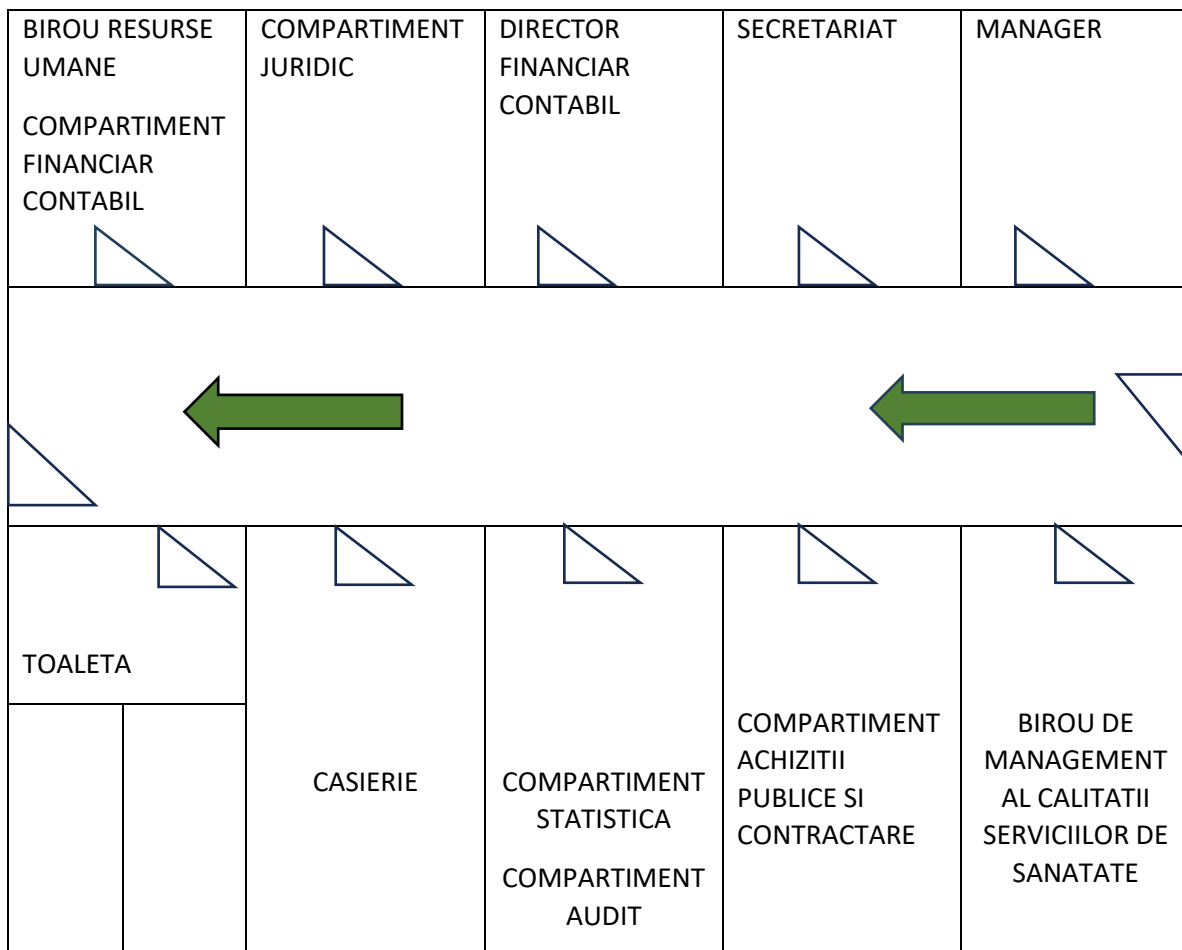 BIROU RESURSE
UMANE
COMPARTIMENT
FINANCIAR
CONTABIL
COMPARTIMENT
JURIDIC
DIRECTOR
FINANCIAR
CONTABIL
SECRETARIAT
MANAGER
TOALETA
CASIERIE
COMPARTIMENT
STATISTICA
COMPARTIMENT
AUDIT
COMPARTIMENT
ACHIZITII
PUBLICE SI
CONTRACTARE
BIROU DE
MANAGEMENT
AL CALITATII
SERVICIILOR DE
SANATATE